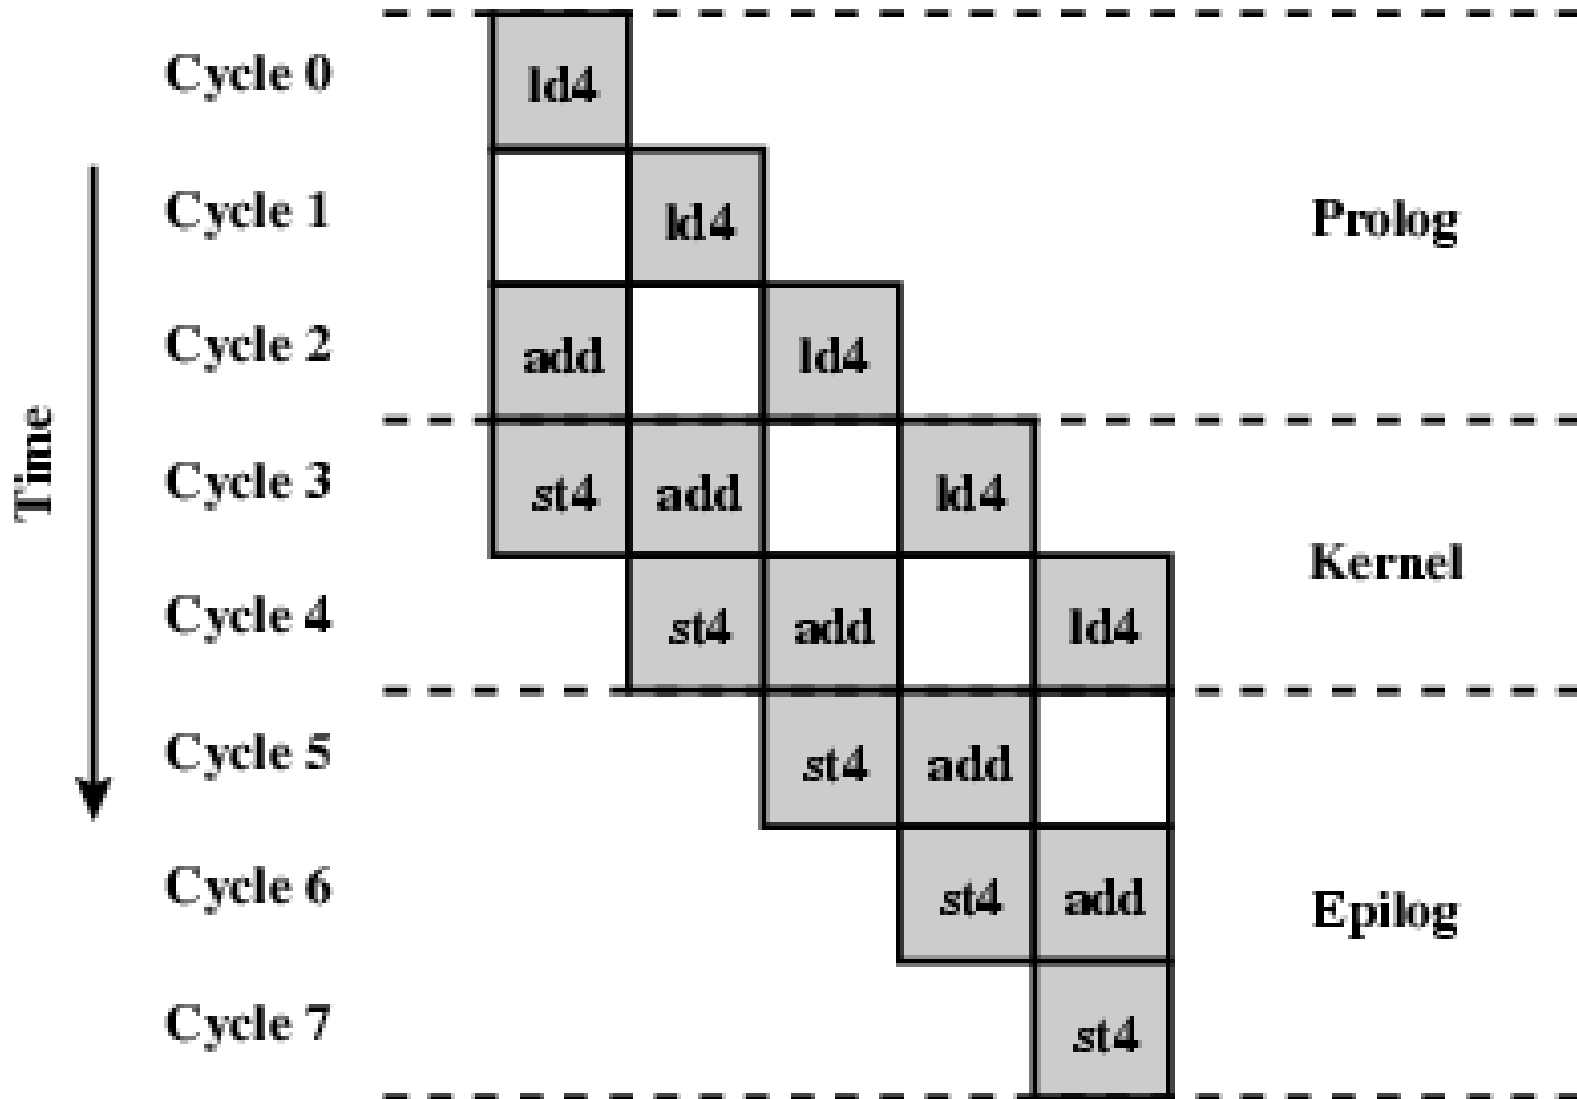 Cycle 0 ld4
Cycle 1 ld4 Prolog
Cycle 2 add ld4
Time
Cycle 3 st4 add ld4
Kernel
Cycle 4 st4 add ld4
Cycle 5 st4 add
Cycle 6 st4 add Epilog
Cycle 7 st4